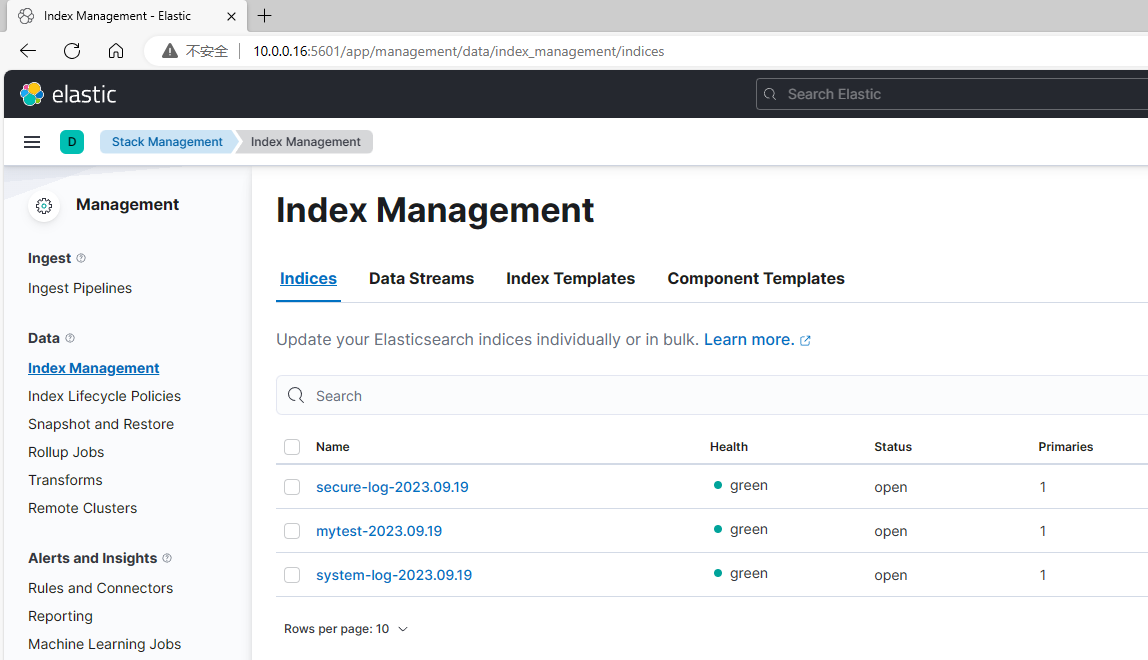 Index Management - Elastic
不安全 10.0.0.16:5601/app/management/data/index_management/indices
elastic
Search Elastic
D Stack Management Index Management
Management
Ingest
Ingest Pipelines
Data
Index Management
Index Lifecycle Policies
Snapshot and Restore
Rollup Jobs
Transforms
Remote Clusters
Alerts and Insights
Rules and Connectors
Reporting
Machine Learning Jobs
Index Management
Indices Data Streams Index Templates Component Templates
Update your Elasticsearch indices individually or in bulk. Learn more.
Search
Name Health Status Primaries
secure-log-2023.09.19 green open 1
mytest-2023.09.19 green open 1
system-log-2023.09.19 green open 1
Rows per page: 10